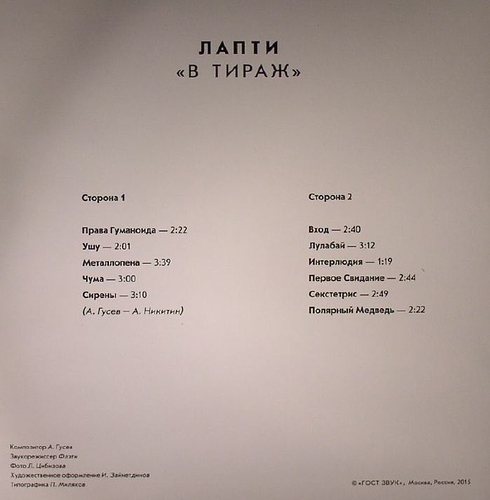 ЛАПТИ
«В ТИРАЖ»
Сторона 1
Права Гуманоида — 2:22
Ушу — 2:01
Металлопена — 3:39
Чума — 3:00
Сирены — 3:10
(А. Гусев — А. Никитин)
Сторона 2
Вход — 2:40
Лулабай — 3:12
Интерлюдия — 1:19
Первое Свидание — 2:44
Секстетрис — 2:49
Полярный Медведь — 2:22
Композитор А. Гусев
Звукорежиссер Флэти
Фото Л. Цибизова
Художественное оформление И. Зайнетдинов
Типографика П. Миляков
© «ГОСТ ЗВУК», Москва, Россия, 2015